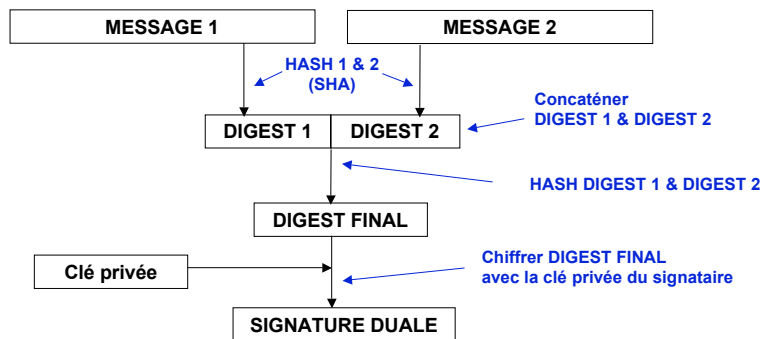 MESSAGE 1
MESSAGE 2
HASH 1 & 2
(SHA)
Concaténer
DIGEST 1 & DIGEST 2
DIGEST 1
DIGEST 2
HASH DIGEST 1 & DIGEST 2
DIGEST FINAL
Chiffrer DIGEST FINAL
avec la clé privée du signataire
Clé privée
SIGNATURE DUALE